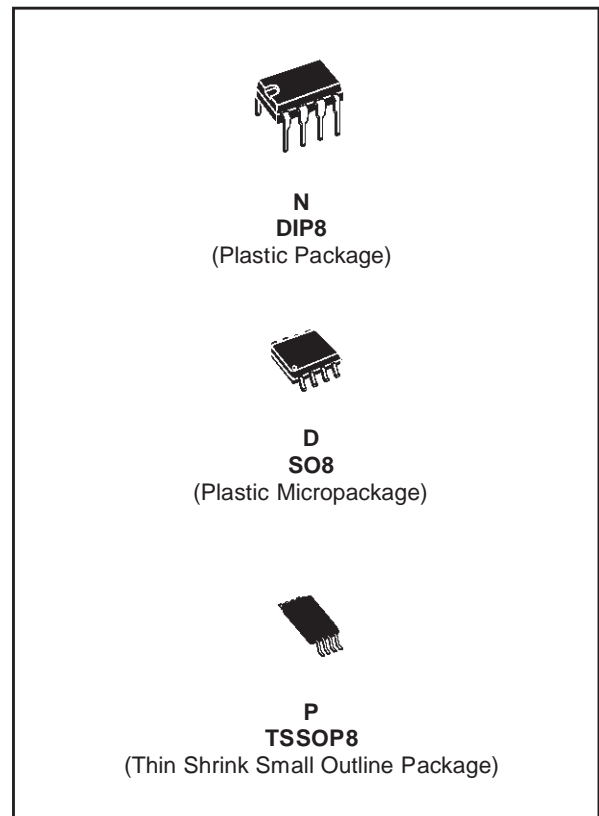 N
DIP8
(Plastic Package)
D
SO8
(Plastic Micropackage)
P
TSSOP8
(Thin Shrink Small Outline Package)